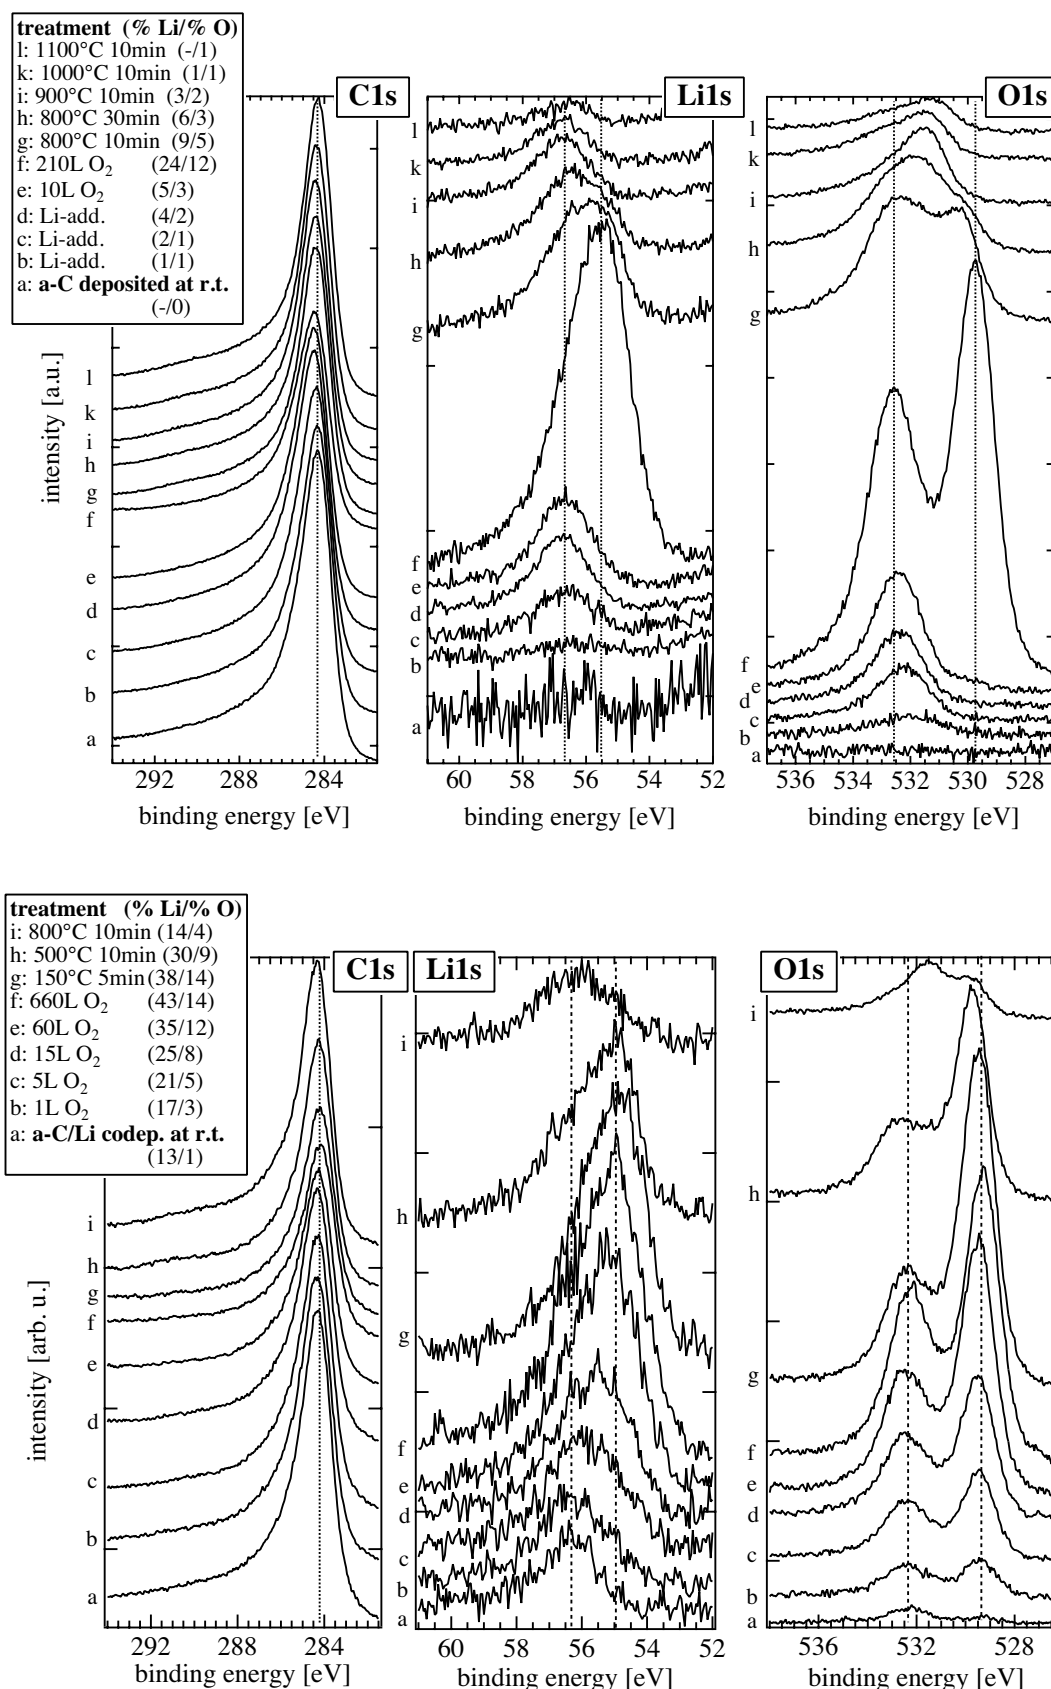 treatment (% Li/% O)
l: 1100°C 10min (-/1)
k: 1000°C 10min (1/1)
i: 900°C 10min (3/2)
h: 800°C 30min (6/3)
g: 800°C 10min (9/5)
f: 210L O₂ (24/12)
e: 10L O₂ (5/3)
d: Li-add. (4/2)
c: Li-add. (2/1)
b: Li-add. (1/1)
a: a-C deposited at r.t.
(-/0)
C1s
Li1s
O1s
intensity [a.u.]
l
k
i
h
g
f
e
d
c
b
a
l
k
i
h
g
f
e
d
c
b
a
l
k
i
h
g
f
e
d
c
b
a
292 288 284
60 58 56 54 52
536 534 532 530 528
binding energy [eV]
binding energy [eV]
binding energy [eV]
treatment (% Li/% O)
i: 800°C 10min (14/4)
h: 500°C 10min (30/9)
g: 150°C 5min (38/14)
f: 660L O₂ (43/14)
e: 60L O₂ (35/12)
d: 15L O₂ (25/8)
c: 5L O₂ (21/5)
b: 1L O₂ (17/3)
a: a-C/Li codep. at r.t.
(13/1)
C1s
Li1s
O1s
intensity [arb. u.]
i
h
g
f
e
d
c
b
a
i
h
g
f
e
d
c
b
a
i
h
g
f
e
d
c
b
a
292 288 284
60 58 56 54 52
536 532 528
binding energy [eV]
binding energy [eV]
binding energy [eV]